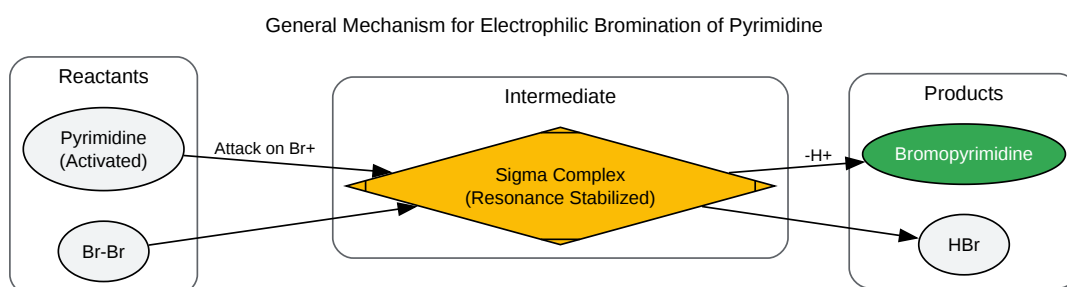 General Mechanism for Electrophilic Bromination of Pyrimidine
Reactants
Pyrimidine
(Activated)
Br-Br
Attack on Br+
Intermediate
Sigma Complex
(Resonance Stabilized)
-H+
Products
Bromopyrimidine
HBr